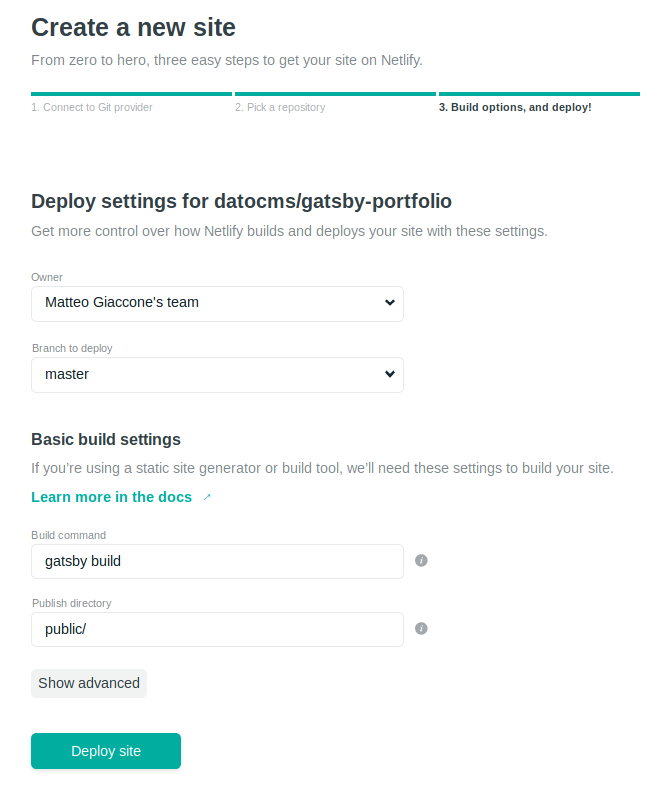 Create a new site
From zero to hero, three easy steps to get your site on Netlify.
1. Connect to Git provider
2. Pick a repository
3. Build options, and deploy!
Deploy settings for datocms/gatsby-portfolio
Get more control over how Netlify builds and deploys your site with these settings.
Owner
Matteo Giaccone's team
Branch to deploy
master
Basic build settings
If you’re using a static site generator or build tool, we’ll need these settings to build your site.
Learn more in the docs ↗
Build command
gatsby build
i
Publish directory
public/
i
Show advanced
Deploy site